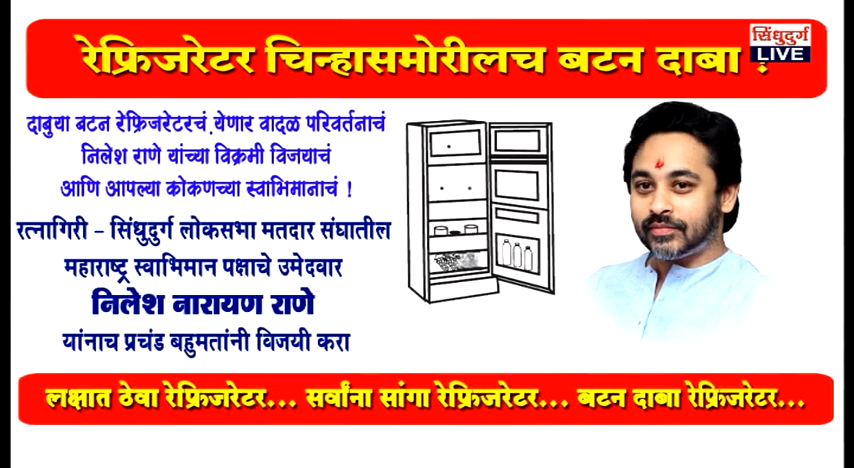 सिंधुदुर्ग
LIVE
रेफ्रिजरेटर चिन्हासमोरीलच बटन दाबा !
दाबुया बटन रेफ्रिजरेटरचं.येणार वादळ परिवर्तनाचं
निलेश राणे यांच्या विक्रमी विजयाचं
आणि आपल्या कोकणच्या स्वाभिमानाचं !
रत्नागिरी - सिंधुदुर्ग लोकसभा मतदार संघातील
महाराष्ट्र स्वाभिमान पक्षाचे उमेदवार
निलेश नारायण राणे
यांनाच प्रचंड बहुमतांनी विजयी करा
लक्षात ठेवा रेफ्रिजरेटर... सर्वांना सांगा रेफ्रिजरेटर... बटन दाबा रेफ्रिजरेटर...